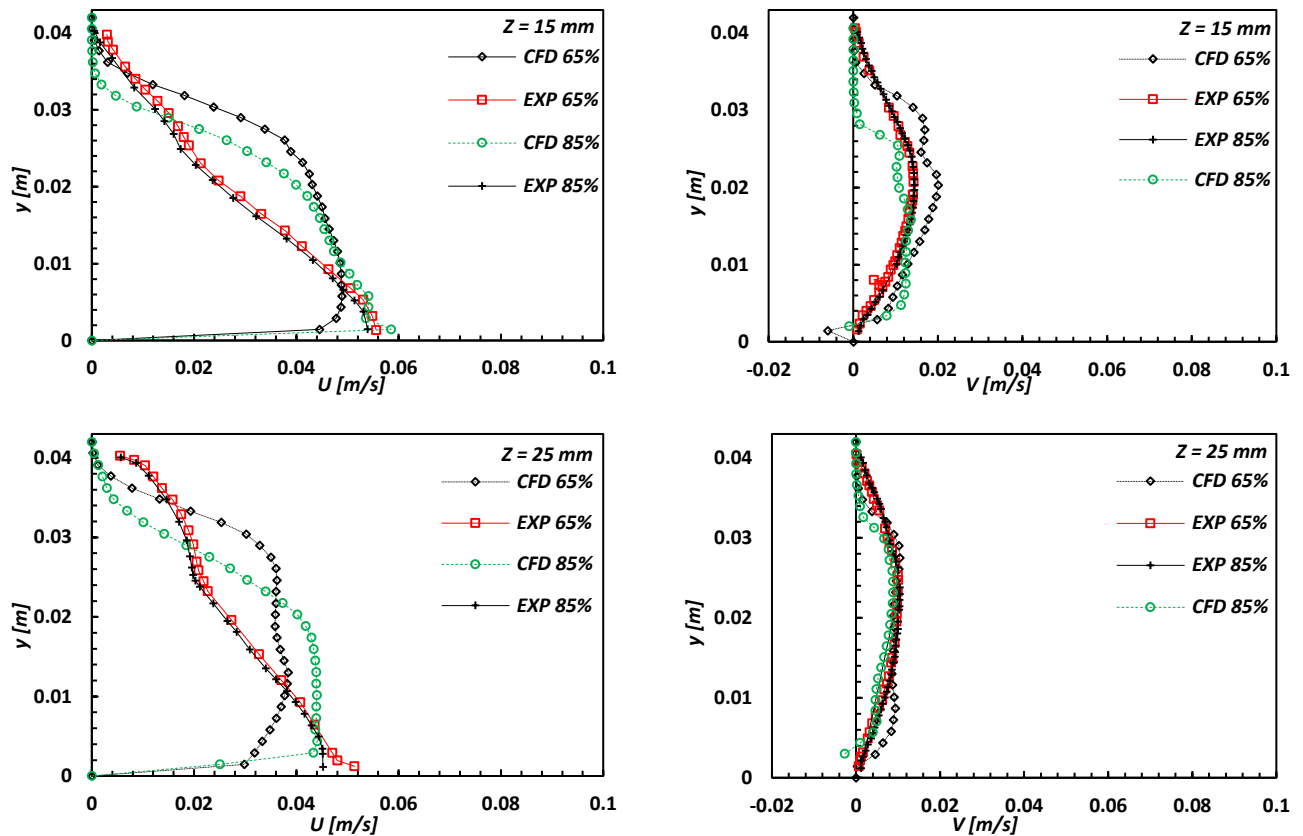 Z = 15 mm
CFD 65%
EXP 65%
CFD 85%
EXP 85%
0.04
0.03
0.02
0.01
0
y [m]
0 0.02 0.04 0.06 0.08 0.1
U [m/s]
Z = 15 mm
CFD 65%
EXP 65%
EXP 85%
CFD 85%
0.04
0.03
0.02
0.01
0
y [m]
-0.02 0 0.02 0.04 0.06 0.08 0.1
V [m/s]
Z = 25 mm
CFD 65%
EXP 65%
CFD 85%
EXP 85%
0.04
0.03
0.02
0.01
0
y [m]
0 0.02 0.04 0.06 0.08 0.1
U [m/s]
Z = 25 mm
CFD 65%
EXP 65%
EXP 85%
CFD 85%
0.04
0.03
0.02
0.01
0
y [m]
-0.02 0 0.02 0.04 0.06 0.08 0.1
V [m/s]